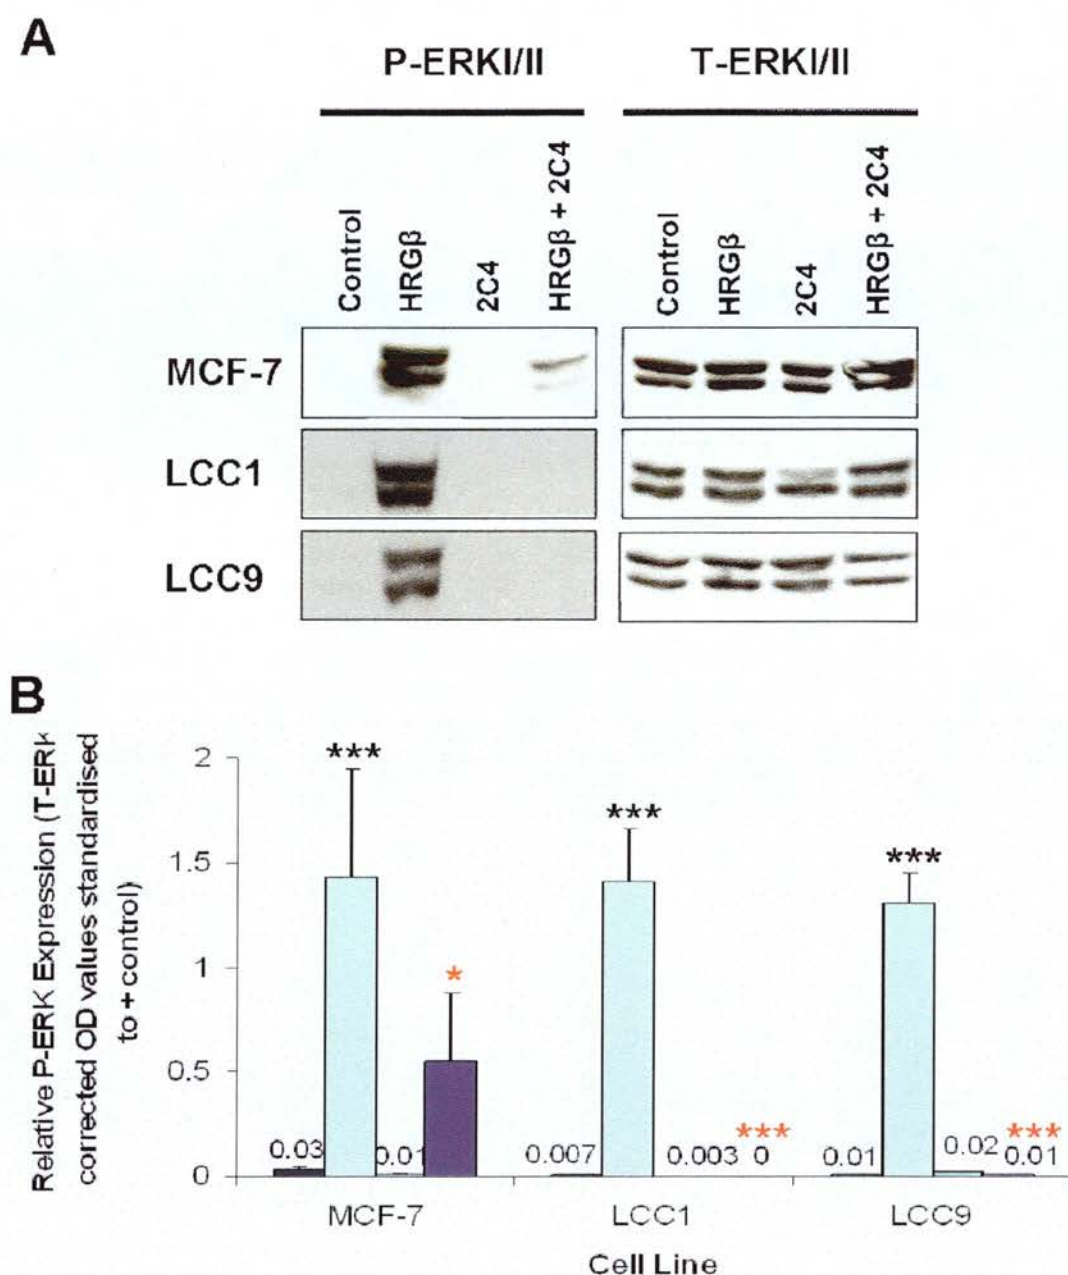 A
P-ERKI/II T-ERKI/II
Control HRGβ 2C4 HRGβ + 2C4 Control HRGβ 2C4 HRGβ + 2C4
MCF-7
LCC1
LCC9
B
Relative P-ERK Expression (T-ERK
corrected OD values standardised
to + control)
2
1.5
1
0.5
0
***
*
***
***
***
***
0.03 0.01 0.007 0.003 0 0.01 0.02 0.01
MCF-7 LCC1 LCC9
Cell Line